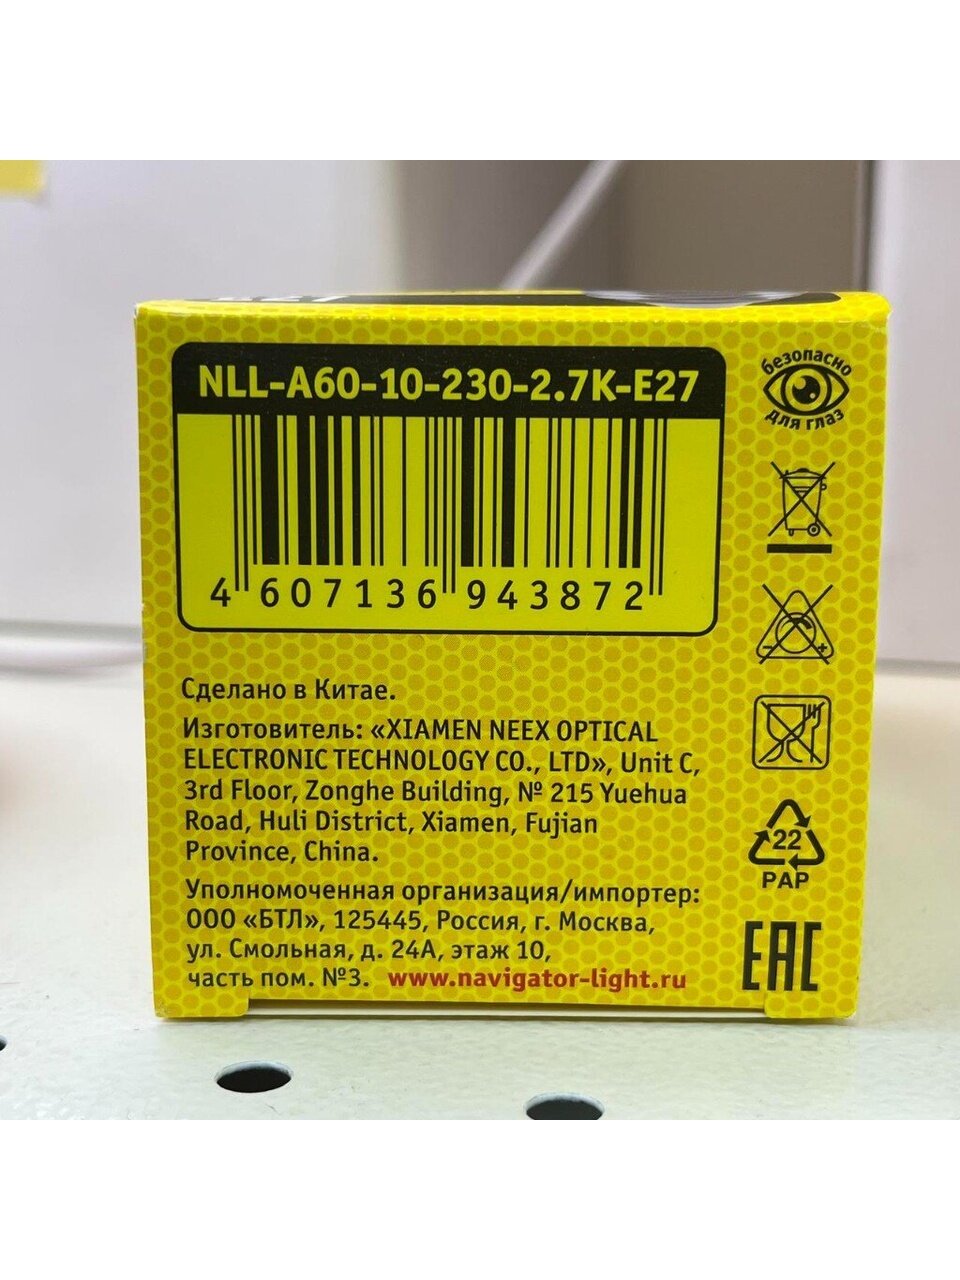 NLL-A60-10-230-2.7K-E27
4 607136 943872
безопасно
для глаз
Сделано в Китае.
Изготовитель: «XIAMEN NEEX OPTICAL
ELECTRONIC TECHNOLOGY CO., LTD», Unit C,
3rd Floor, Zonghe Building, № 215 Yuehua
Road, Huli District, Xiamen, Fujian
Province, China.
Уполномоченная организация/импортер:
ООО «БТЛ», 125445, Россия, г. Москва,
ул. Смольная, д. 24А, этаж 10,
часть пом. №3. www.navigator-light.ru
22
PAP
EAC